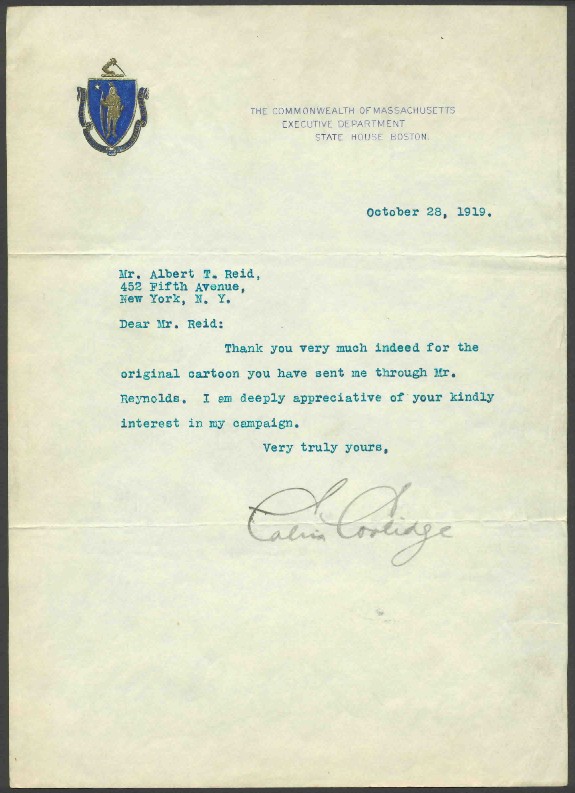 THE COMMONWEALTH OF MASSACHUSETTS
EXECUTIVE DEPARTMENT
STATE HOUSE BOSTON.
October 28, 1919.
Mr. Albert T. Reid,
452 Fifth Avenue,
New York, N. Y.
Dear Mr. Reid:
Thank you very much indeed for the
original cartoon you have sent me through Mr.
Reynolds. I am deeply appreciative of your kindly
interest in my campaign.
Very truly yours,
Calvin Coolidge